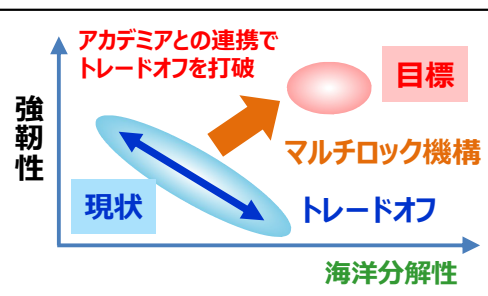 アカデミアとの連携で
トレードオフを打破
目標
強靭性
マルチロック機構
現状
トレードオフ
海洋分解性